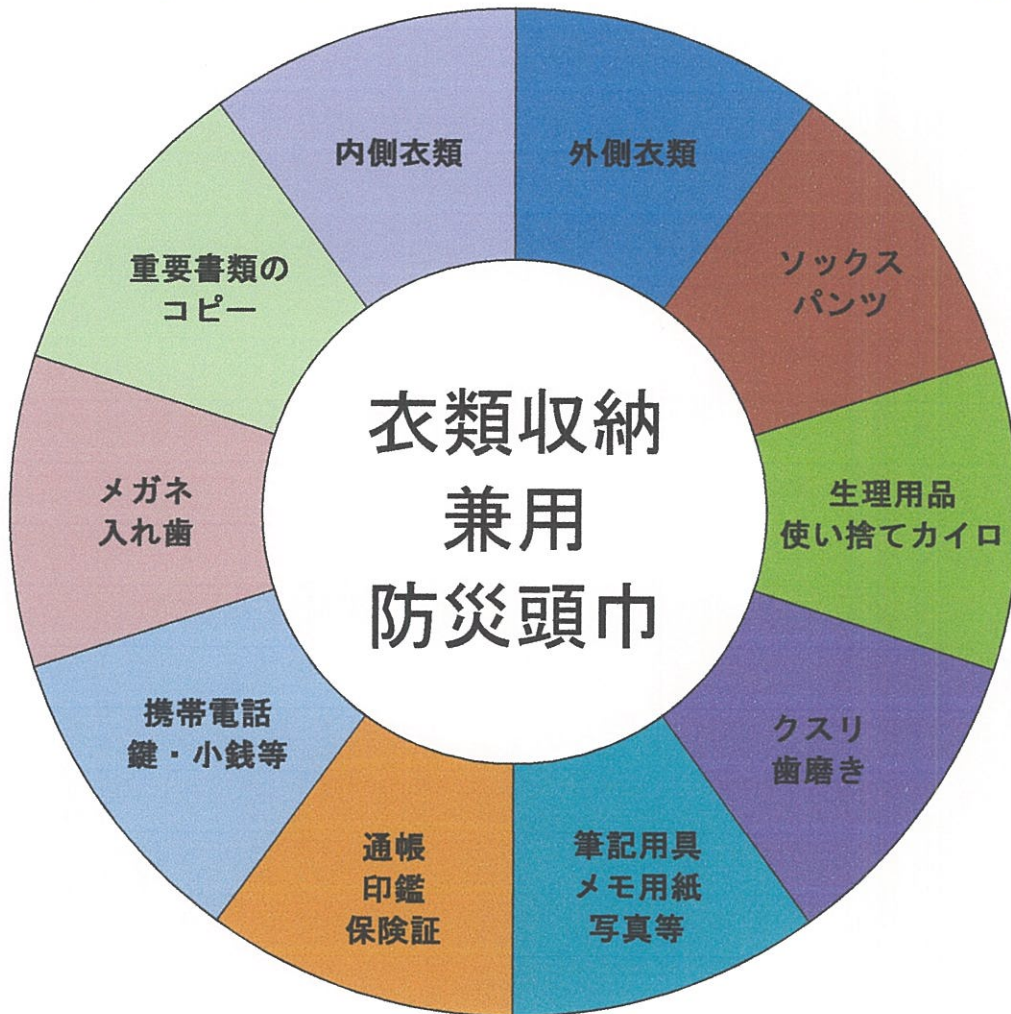 衣類収納
兼用
防災頭巾
外側衣類
ソックス
パンツ
生理用品
使い捨てカイロ
クスリ
歯磨き
筆記用具
メモ用紙
写真等
通帳
印鑑
保険証
携帯電話
鍵・小銭等
メガネ
入れ歯
重要書類の
コピー
内側衣類